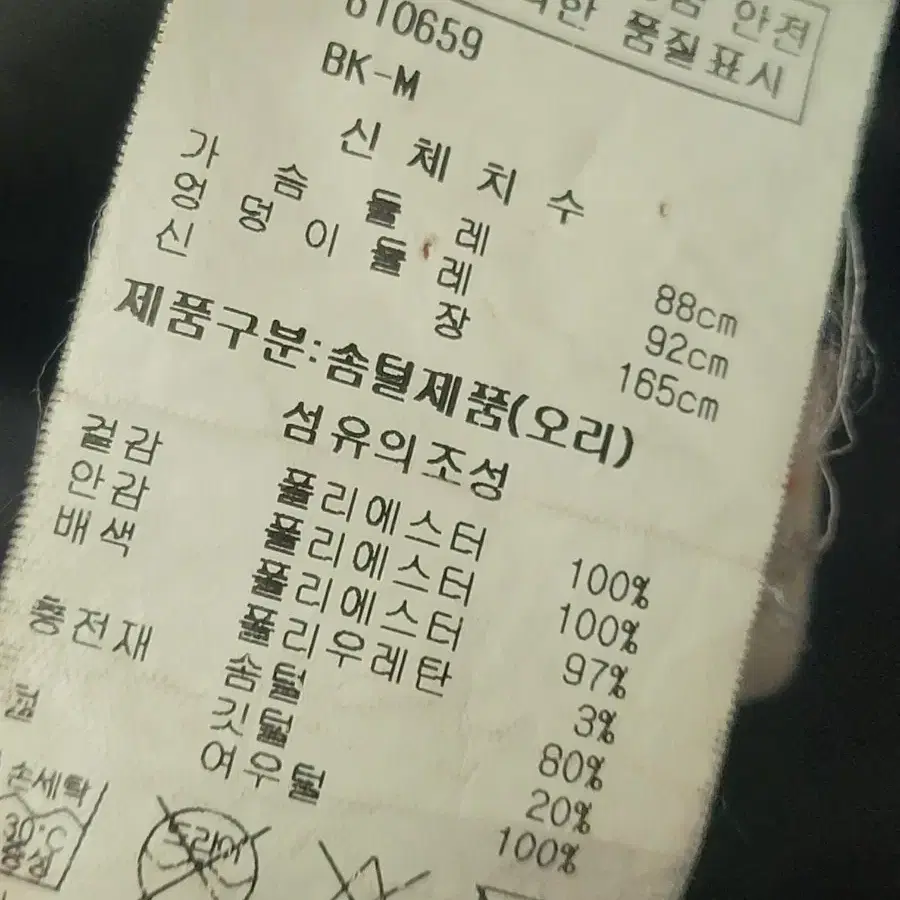 안전
한 품질표시
610659
BK-M
신체치수
가슴둘레 88cm
엉덩이둘레 92cm
신장 165cm
제품구분:솜털제품(오리)
섬유의조성
겉감 폴리에스터 100%
안감 폴리에스터 100%
배색 폴리에스터 97%
폴리우레탄 3%
충전재 솜털 80%
깃털 20%
털 여우털 100%
손세탁
30°C
중성
드라이